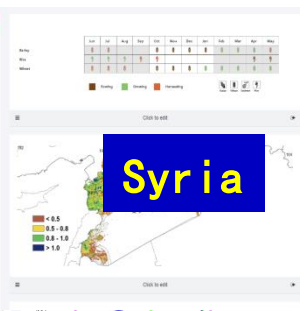 Jun Jul Aug Sep Oct Nov Dec Jan Feb Mar Apr May
Barley
Rice
Wheat
Sowing Growing Harvesting
Click to edit
Syria
< 0.5
0.5 - 0.8
0.8 - 1.0
> 1.0
Click to edit